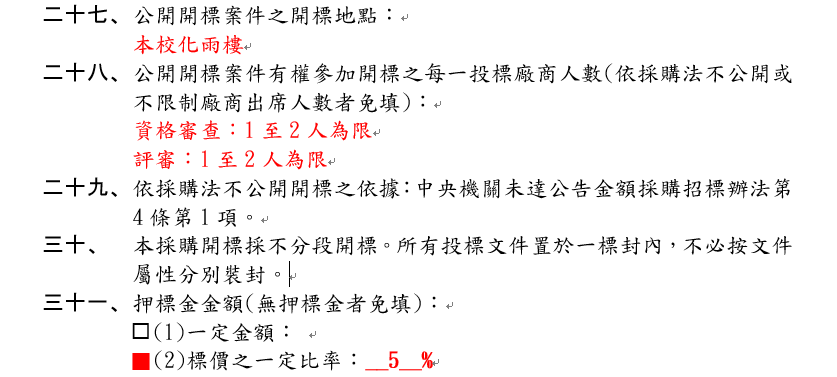 二十七、公開開標案件之開標地點：
本校化雨樓
二十八、公開開標案件有權參加開標之每一投標廠商人數(依採購法不公開或
不限制廠商出席人數者免填)：
資格審查：1 至 2 人為限
評審：1 至 2 人為限
二十九、依採購法不公開開標之依據：中央機關未達公告金額採購招標辦法第
4 條第 1 項。
三十、 本採購開標採不分段開標。所有投標文件置於一標封內，不必按文件
屬性分別裝封。
三十一、押標金金額(無押標金者免填)：
□(1)一定金額：
■(2)標價之一定比率：__5__%